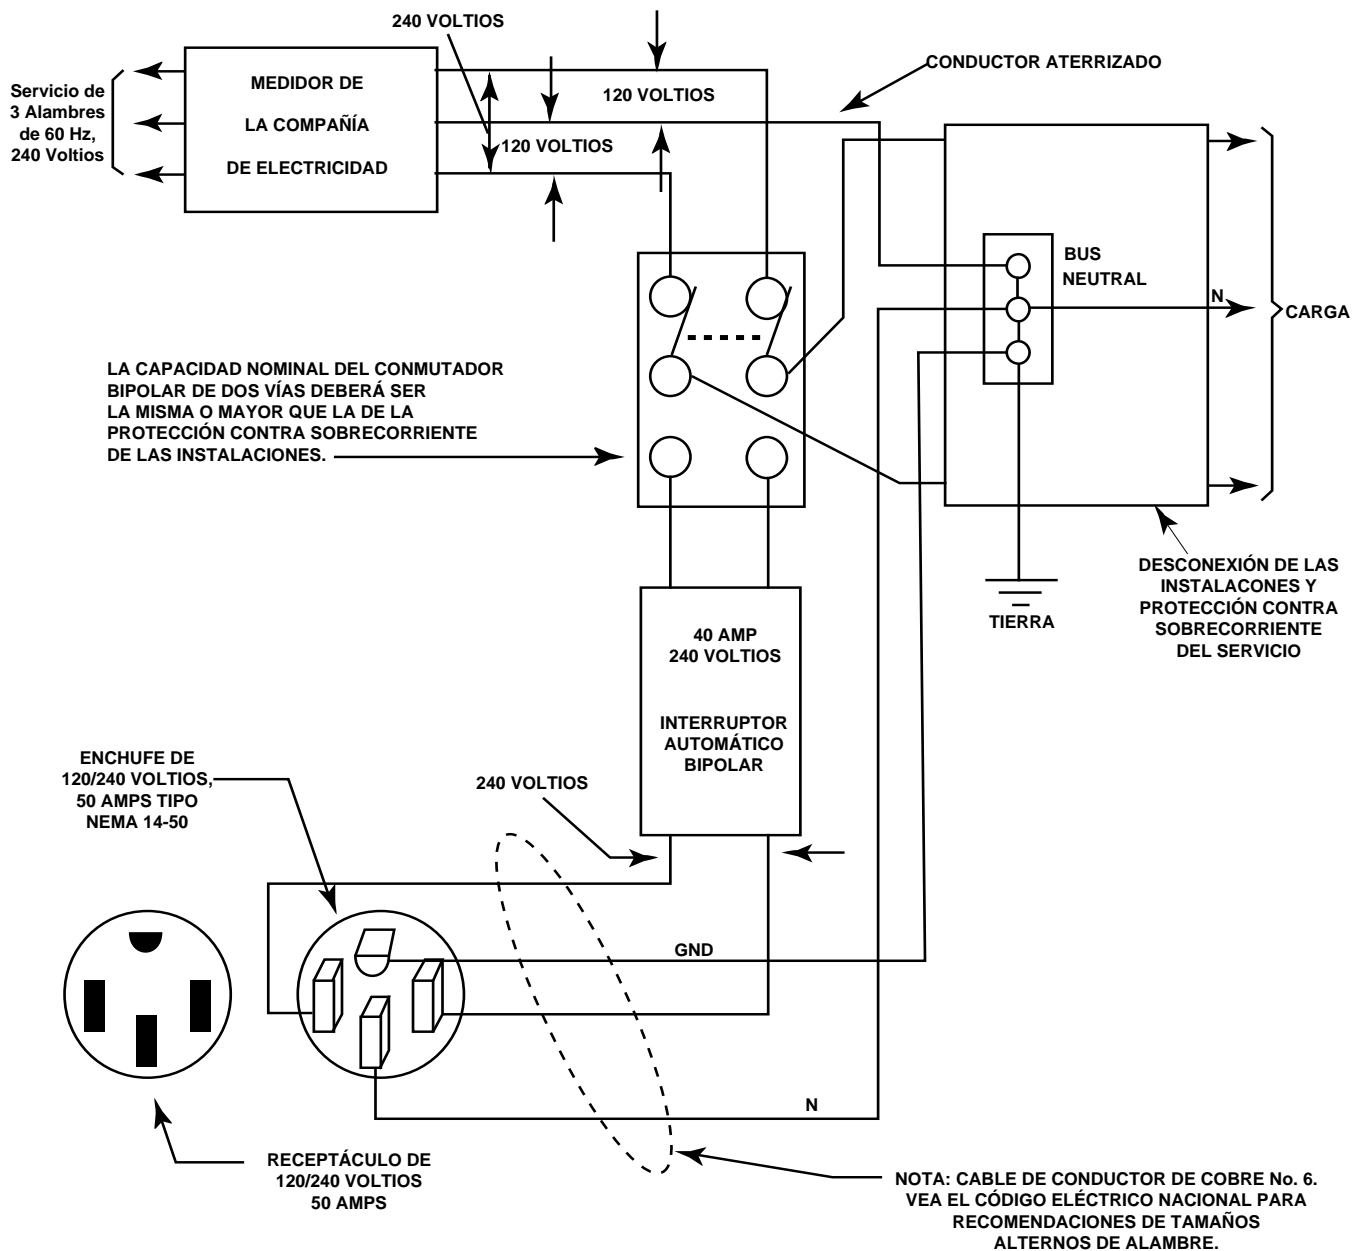 240 VOLTIOS
Servicio de
3 Alambres
de 60 Hz,
240 Voltios
MEDIDOR DE
LA COMPAÑÍA
DE ELECTRICIDAD
120 VOLTIOS
120 VOLTIOS
CONDUCTOR ATERRIZADO
BUS
NEUTRAL
N
CARGA
LA CAPACIDAD NOMINAL DEL CONMUTADOR
BIPOLAR DE DOS VÍAS DEBERÁ SER
LA MISMA O MAYOR QUE LA DE LA
PROTECCIÓN CONTRA SOBRECORRIENTE
DE LAS INSTALACIONES.
TIERRA
DESCONEXIÓN DE LAS
INSTALACONES Y
PROTECCIÓN CONTRA
SOBRECORRIENTE
DEL SERVICIO
40 AMP
240 VOLTIOS
INTERRUPTOR
AUTOMÁTICO
BIPOLAR
ENCHUFE DE
120/240 VOLTIOS,
50 AMPS TIPO
NEMA 14-50
240 VOLTIOS
GND
N
RECEPTÁCULO DE
120/240 VOLTIOS
50 AMPS
NOTA: CABLE DE CONDUCTOR DE COBRE No. 6.
VEA EL CÓDIGO ELÉCTRICO NACIONAL PARA
RECOMENDACIONES DE TAMAÑOS
ALTERNOS DE ALAMBRE.